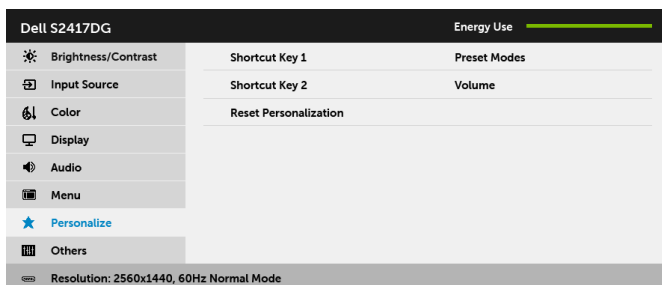 Dell S2417DG Energy Use
Brightness/Contrast Shortcut Key 1 Preset Modes
Input Source Shortcut Key 2 Volume
Color Reset Personalization
Display
Audio
Menu
Personalize
Others
Resolution: 2560x1440, 60Hz Normal Mode